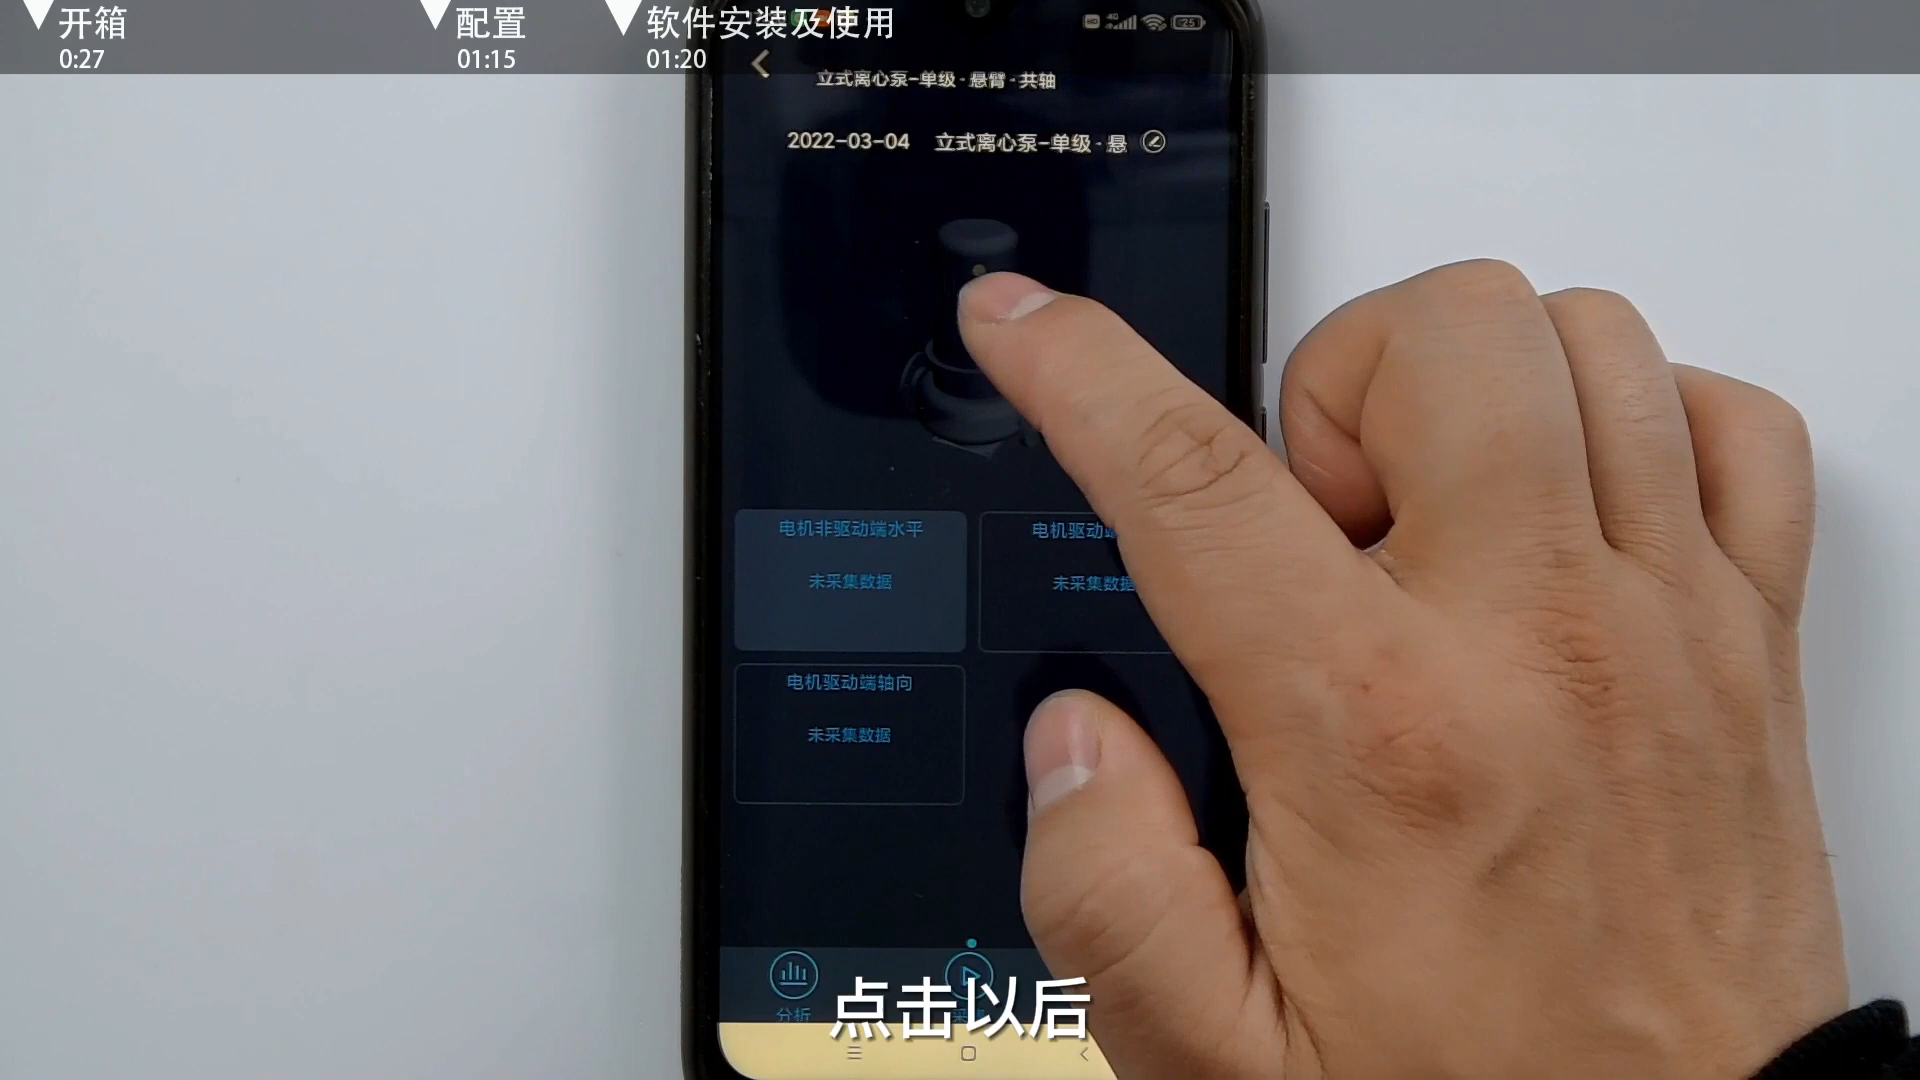 开箱
0:27
配置
01:15
软件安装及使用
01:20
4G
25
立式离心泵-单级-悬臂-共轴
2022-03-04 立式离心泵-单级-悬
电机非驱动端水平
未采集数据
电机驱动端
未采集数据
电机驱动端轴向
未采集数据
分析
点击以后